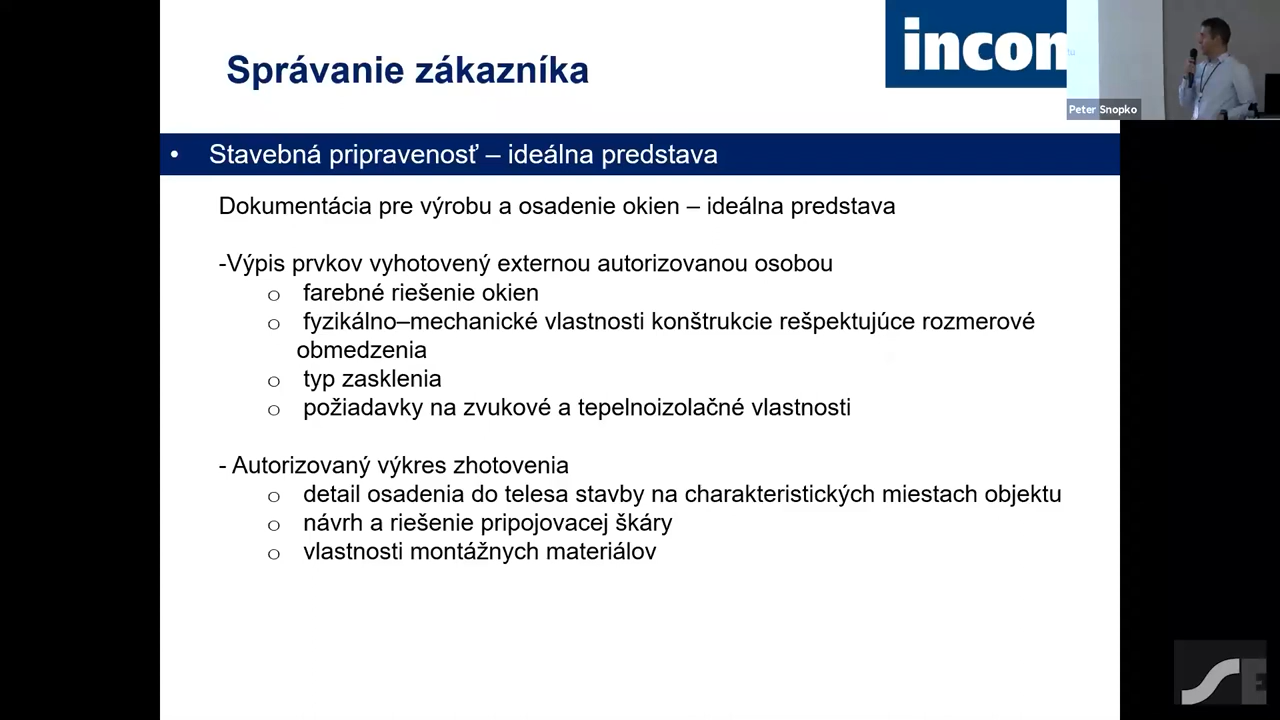 Správanie zákazníka
incon
Peter Snopko
• Stavebná pripravenosť – ideálna predstava
Dokumentácia pre výrobu a osadenie okien – ideálna predstava
-Výpis prvkov vyhotovený externou autorizovanou osobou
o farebné riešenie okien
o fyzikálno–mechanické vlastnosti konštrukcie rešpektujúce rozmerové
obmedzenia
o typ zasklenia
o požiadavky na zvukové a tepelnoizolačné vlastnosti
- Autorizovaný výkres zhotovenia
o detail osadenia do telesa stavby na charakteristických miestach objektu
o návrh a riešenie pripojovacej škáry
o vlastnosti montážnych materiálov
SE